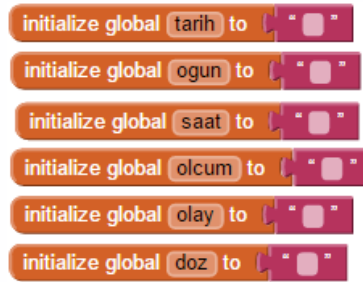 initialize global tarih to " "
initialize global ogun to " "
initialize global saat to " "
initialize global olcum to " "
initialize global olay to " "
initialize global doz to " "